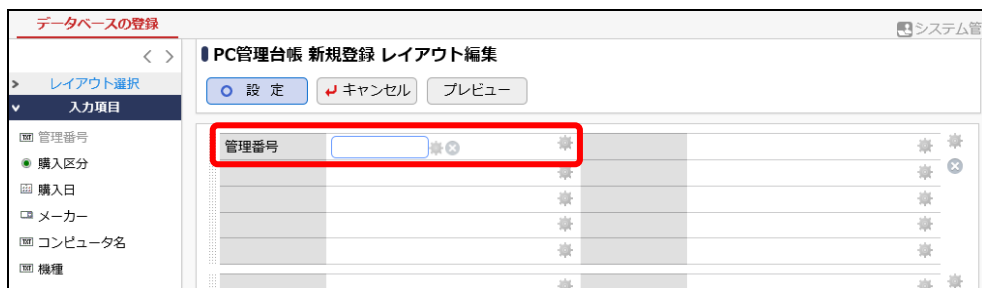 データベースの登録
システム管
PC管理台帳 新規登録 レイアウト編集
レイアウト選択
設 定 キャンセル プレビュー
入力項目
管理番号
管理番号
購入区分
購入日
メーカー
コンピュータ名
機種